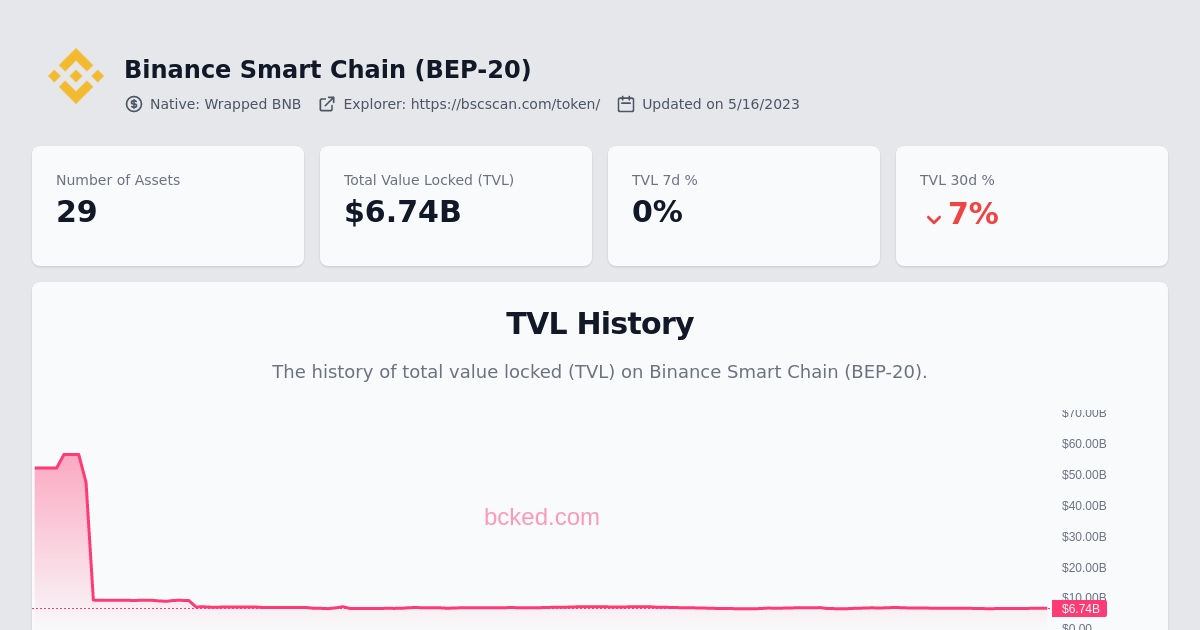 Binance Smart Chain (BEP-20)
Native: Wrapped BNB Explorer: https://bscscan.com/token/ Updated on 5/16/2023
Number of Assets
29
Total Value Locked (TVL)
$6.74B
TVL 7d %
0%
TVL 30d %
7%
TVL History
The history of total value locked (TVL) on Binance Smart Chain (BEP-20).
$70.00B
$60.00B
$50.00B
bcked.com
$40.00B
$30.00B
$20.00B
$10.00B
$6.74B
$0.00